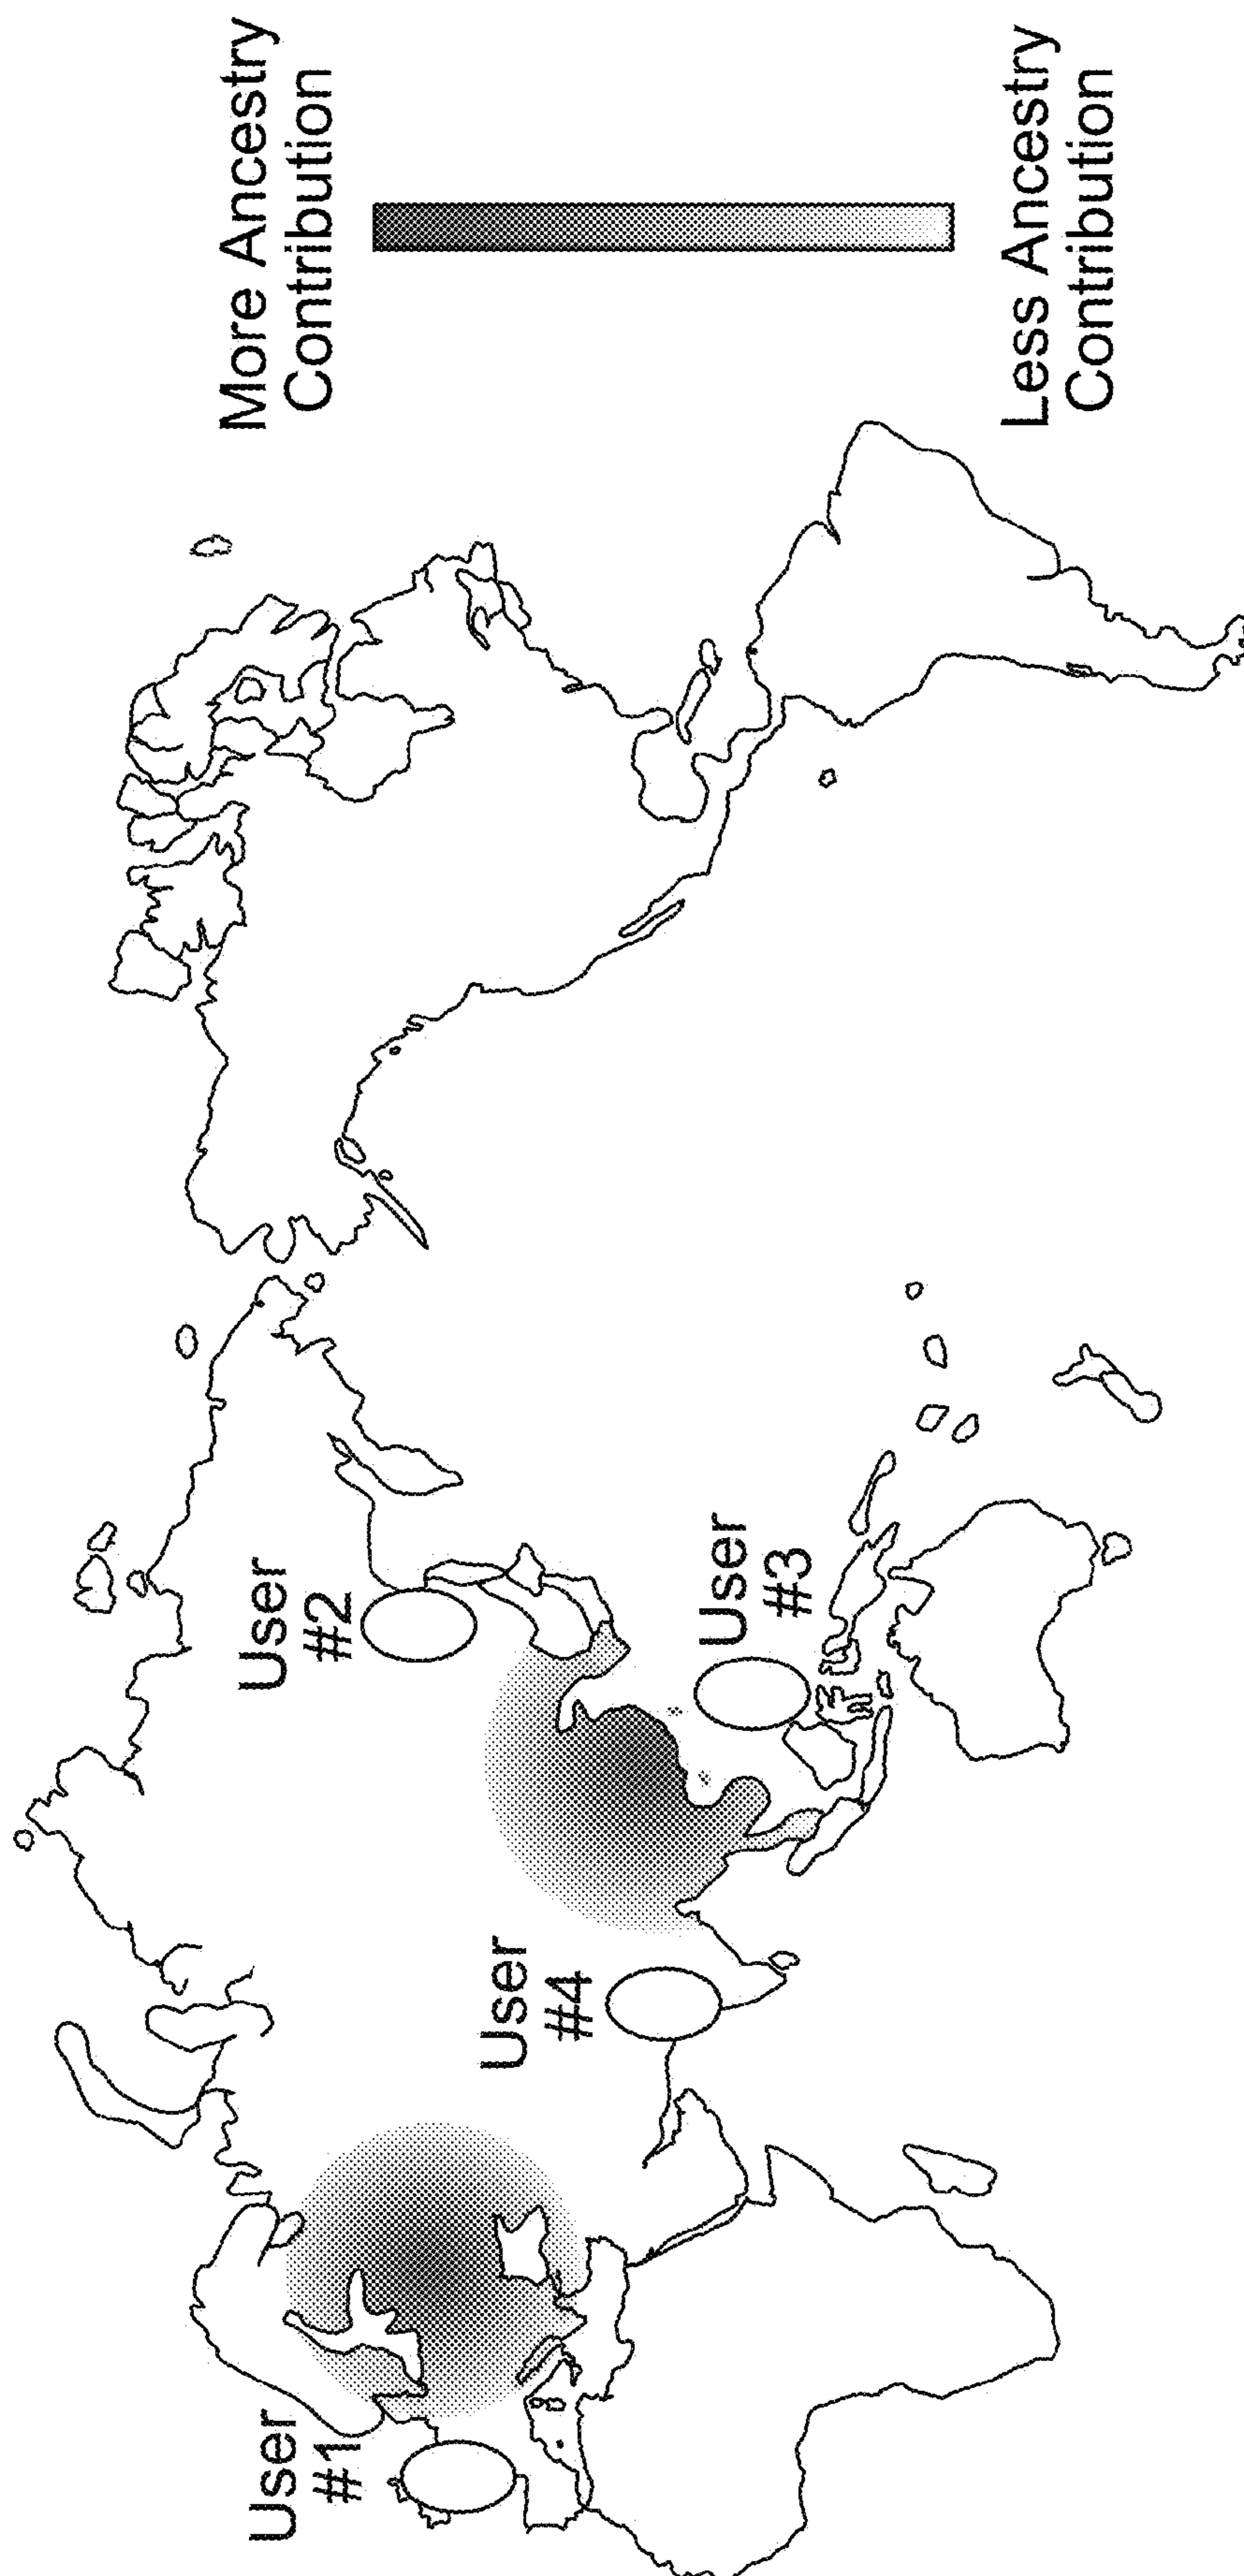 User
#1
User
#4
User
#2
User
#3
More Ancestry
Contribution
Less Ancestry
Contribution